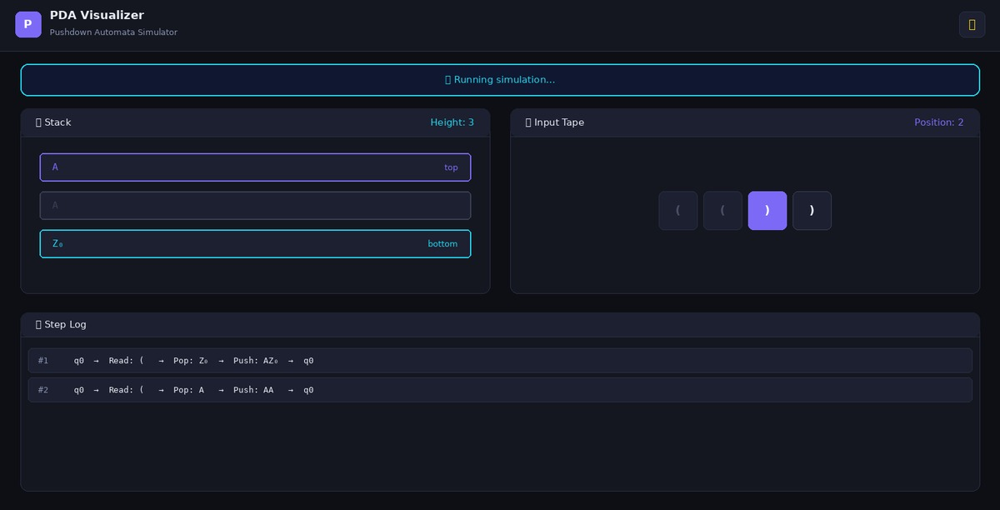 P
PDA Visualizer
Pushdown Automata Simulator
Running simulation...
Stack
Height: 3
A top
A
Z₀ bottom
Input Tape
Position: 2
( ( ) )
Step Log
#1 q0 → Read: ( → Pop: Z₀ → Push: AZ₀ → q0
#2 q0 → Read: ( → Pop: A → Push: AA → q0